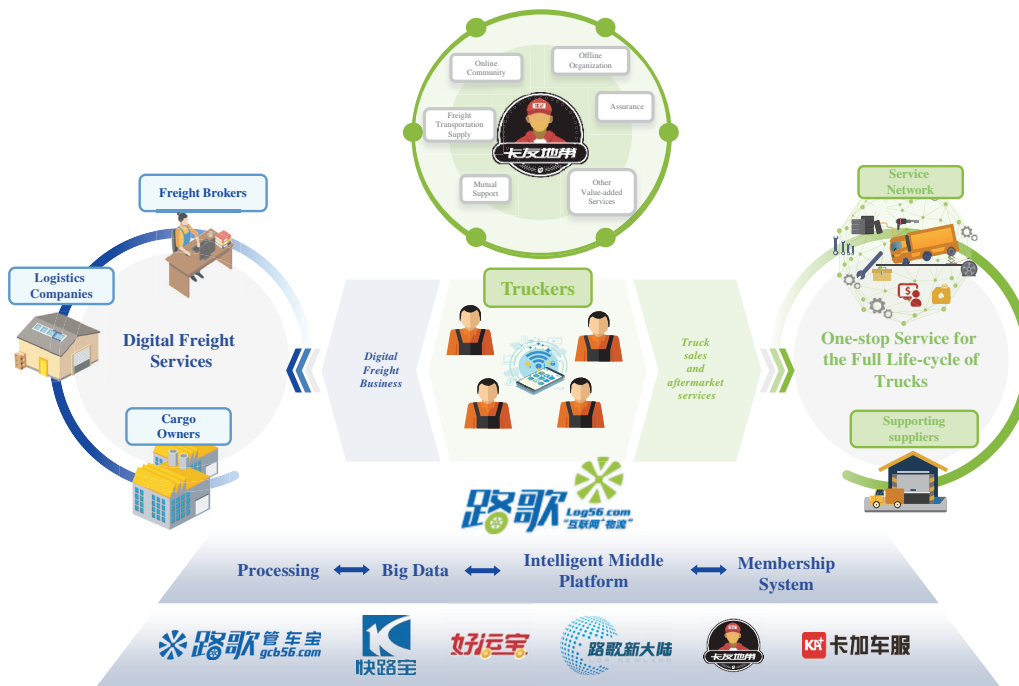 Online
Community
Offline
Organization
Freight
Transportation
Supply
Assurance
卡友地带
Mutual
Support
Other
Value-added
Services
Freight Brokers
Logistics
Companies
Digital Freight
Services
Cargo
Owners
Digital
Freight
Business
Truckers
Truck
sales
and
aftermarket
services
Service
Network
One-stop Service for
the Full Life-cycle of
Trucks
Supporting
suppliers
路歌
Log56.com
"互联网+物流"
Processing
Big Data
Intelligent Middle
Platform
Membership
System
路歌管车宝
gcb56.com
K
快路宝
好运宝
路歌新大陆
卡友地带
KA+
卡加车服